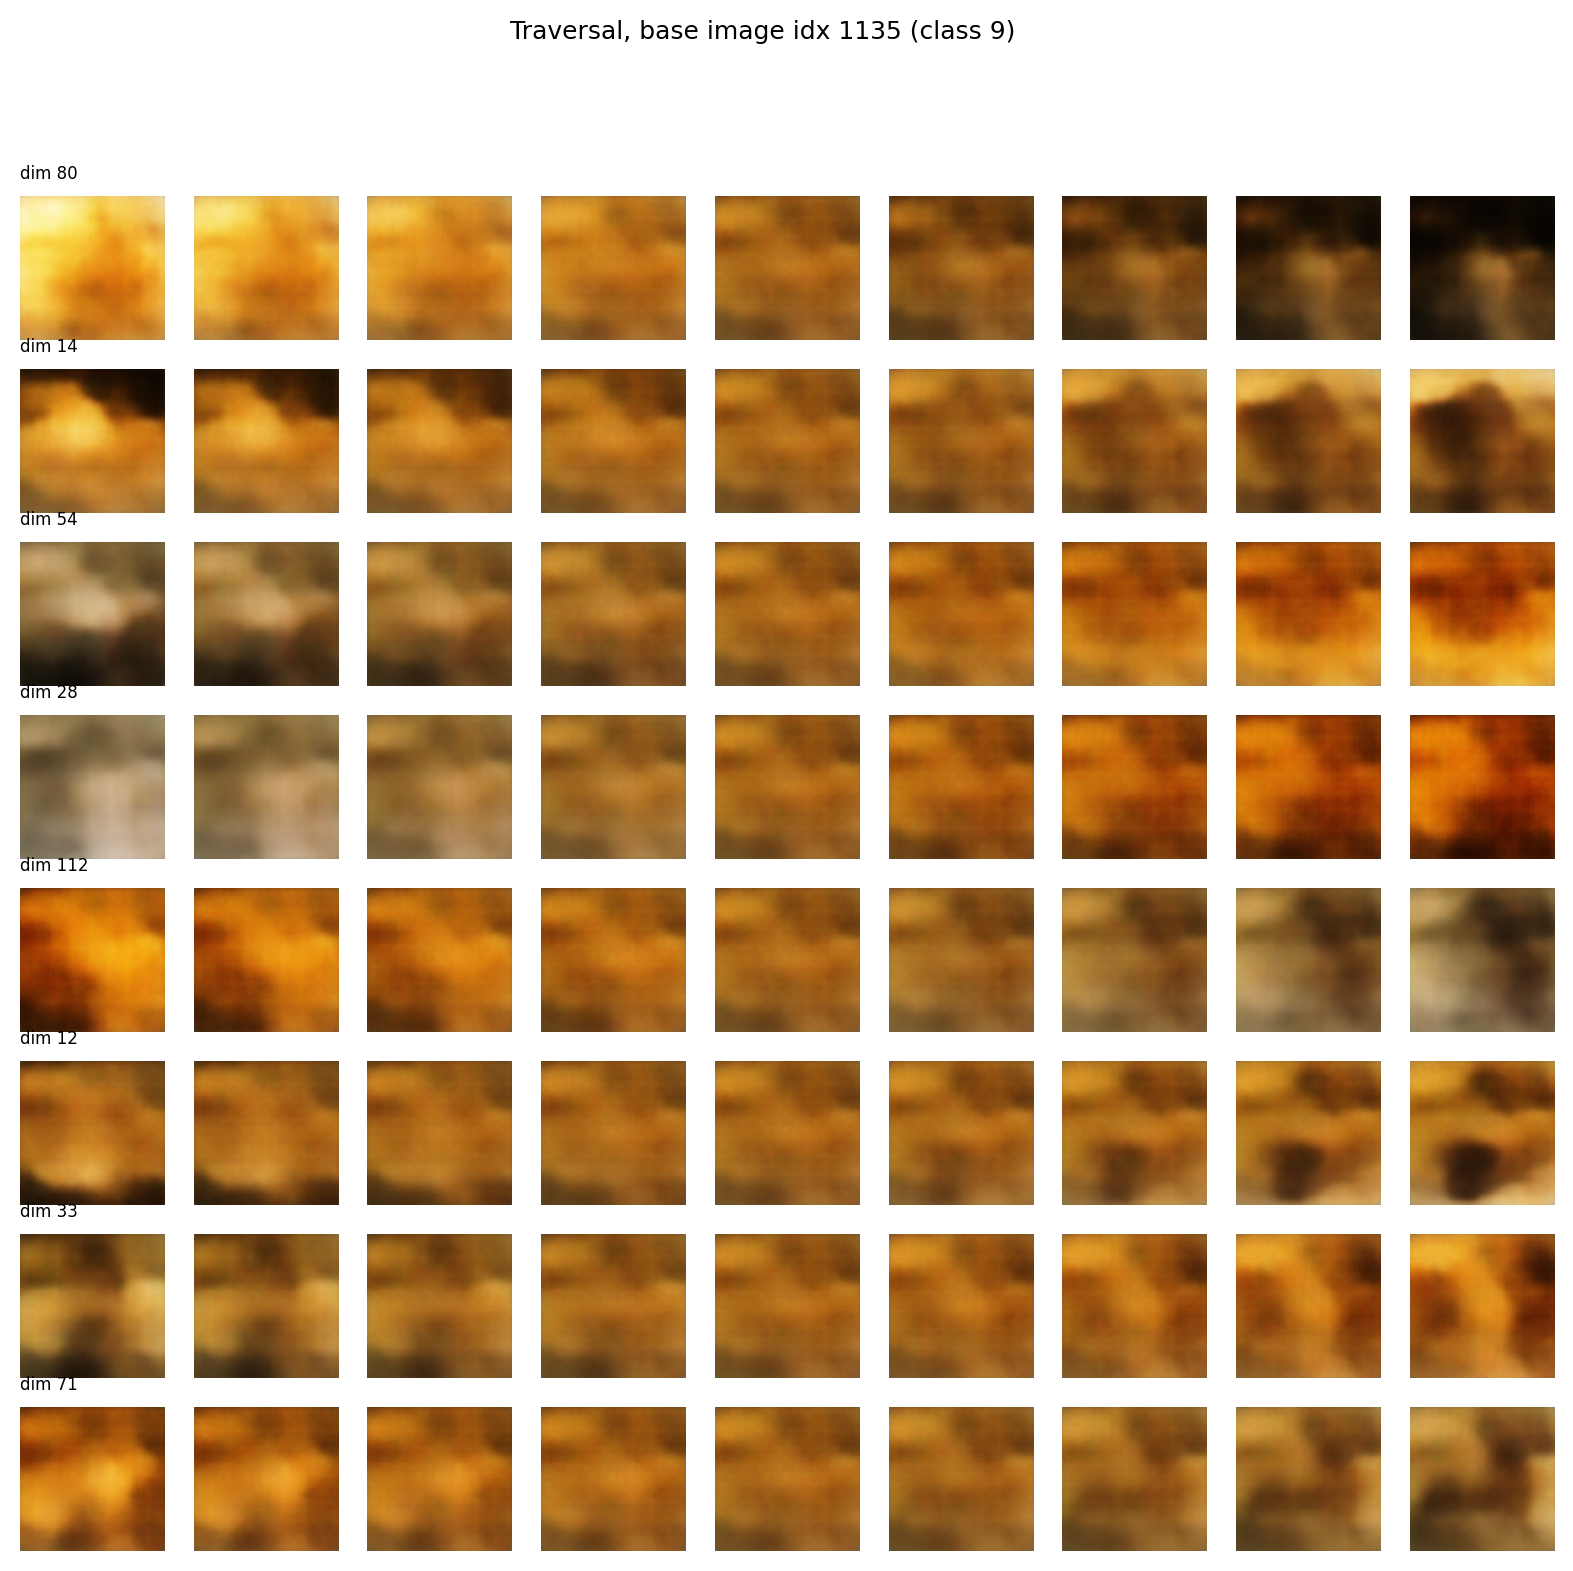 Traversal, base image idx 1135 (class 9)
dim 80
dim 14
dim 54
dim 28
dim 112
dim 12
dim 33
dim 71